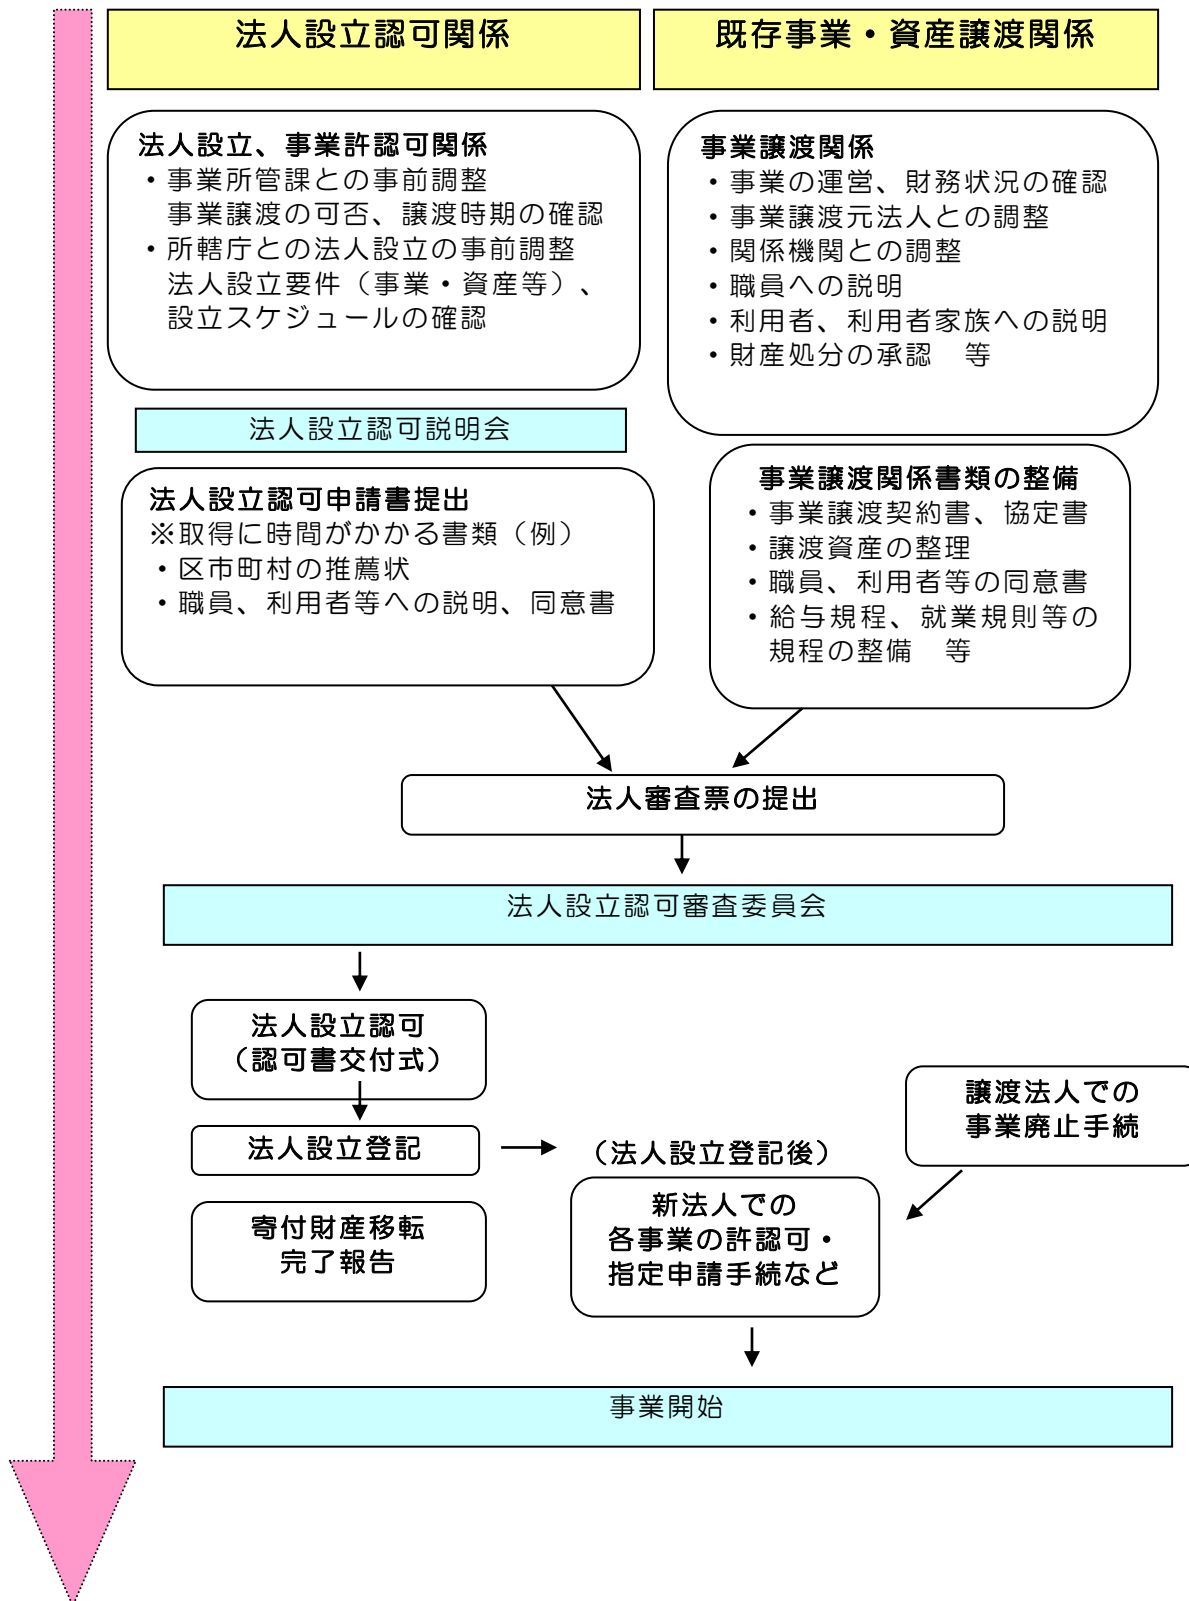 法人設立認可関係
既存事業・資産譲渡関係
法人設立、事業許認可関係
・事業所管課との事前調整
事業譲渡の可否、譲渡時期の確認
・所轄庁との法人設立の事前調整
法人設立要件（事業・資産等）、
設立スケジュールの確認
事業譲渡関係
・事業の運営、財務状況の確認
・事業譲渡元法人との調整
・関係機関との調整
・職員への説明
・利用者、利用者家族への説明
・財産処分の承認　等
法人設立認可説明会
法人設立認可申請書提出
※取得に時間がかかる書類（例）
・区市町村の推薦状
・職員、利用者等への説明、同意書
事業譲渡関係書類の整備
・事業譲渡契約書、協定書
・譲渡資産の整理
・職員、利用者等の同意書
・給与規程、就業規則等の
規程の整備　等
法人審査票の提出
法人設立認可審査委員会
法人設立認可
（認可書交付式）
法人設立登記
寄付財産移転
完了報告
（法人設立登記後）
新法人での
各事業の許認可・
指定申請手続など
譲渡法人での
事業廃止手続
事業開始